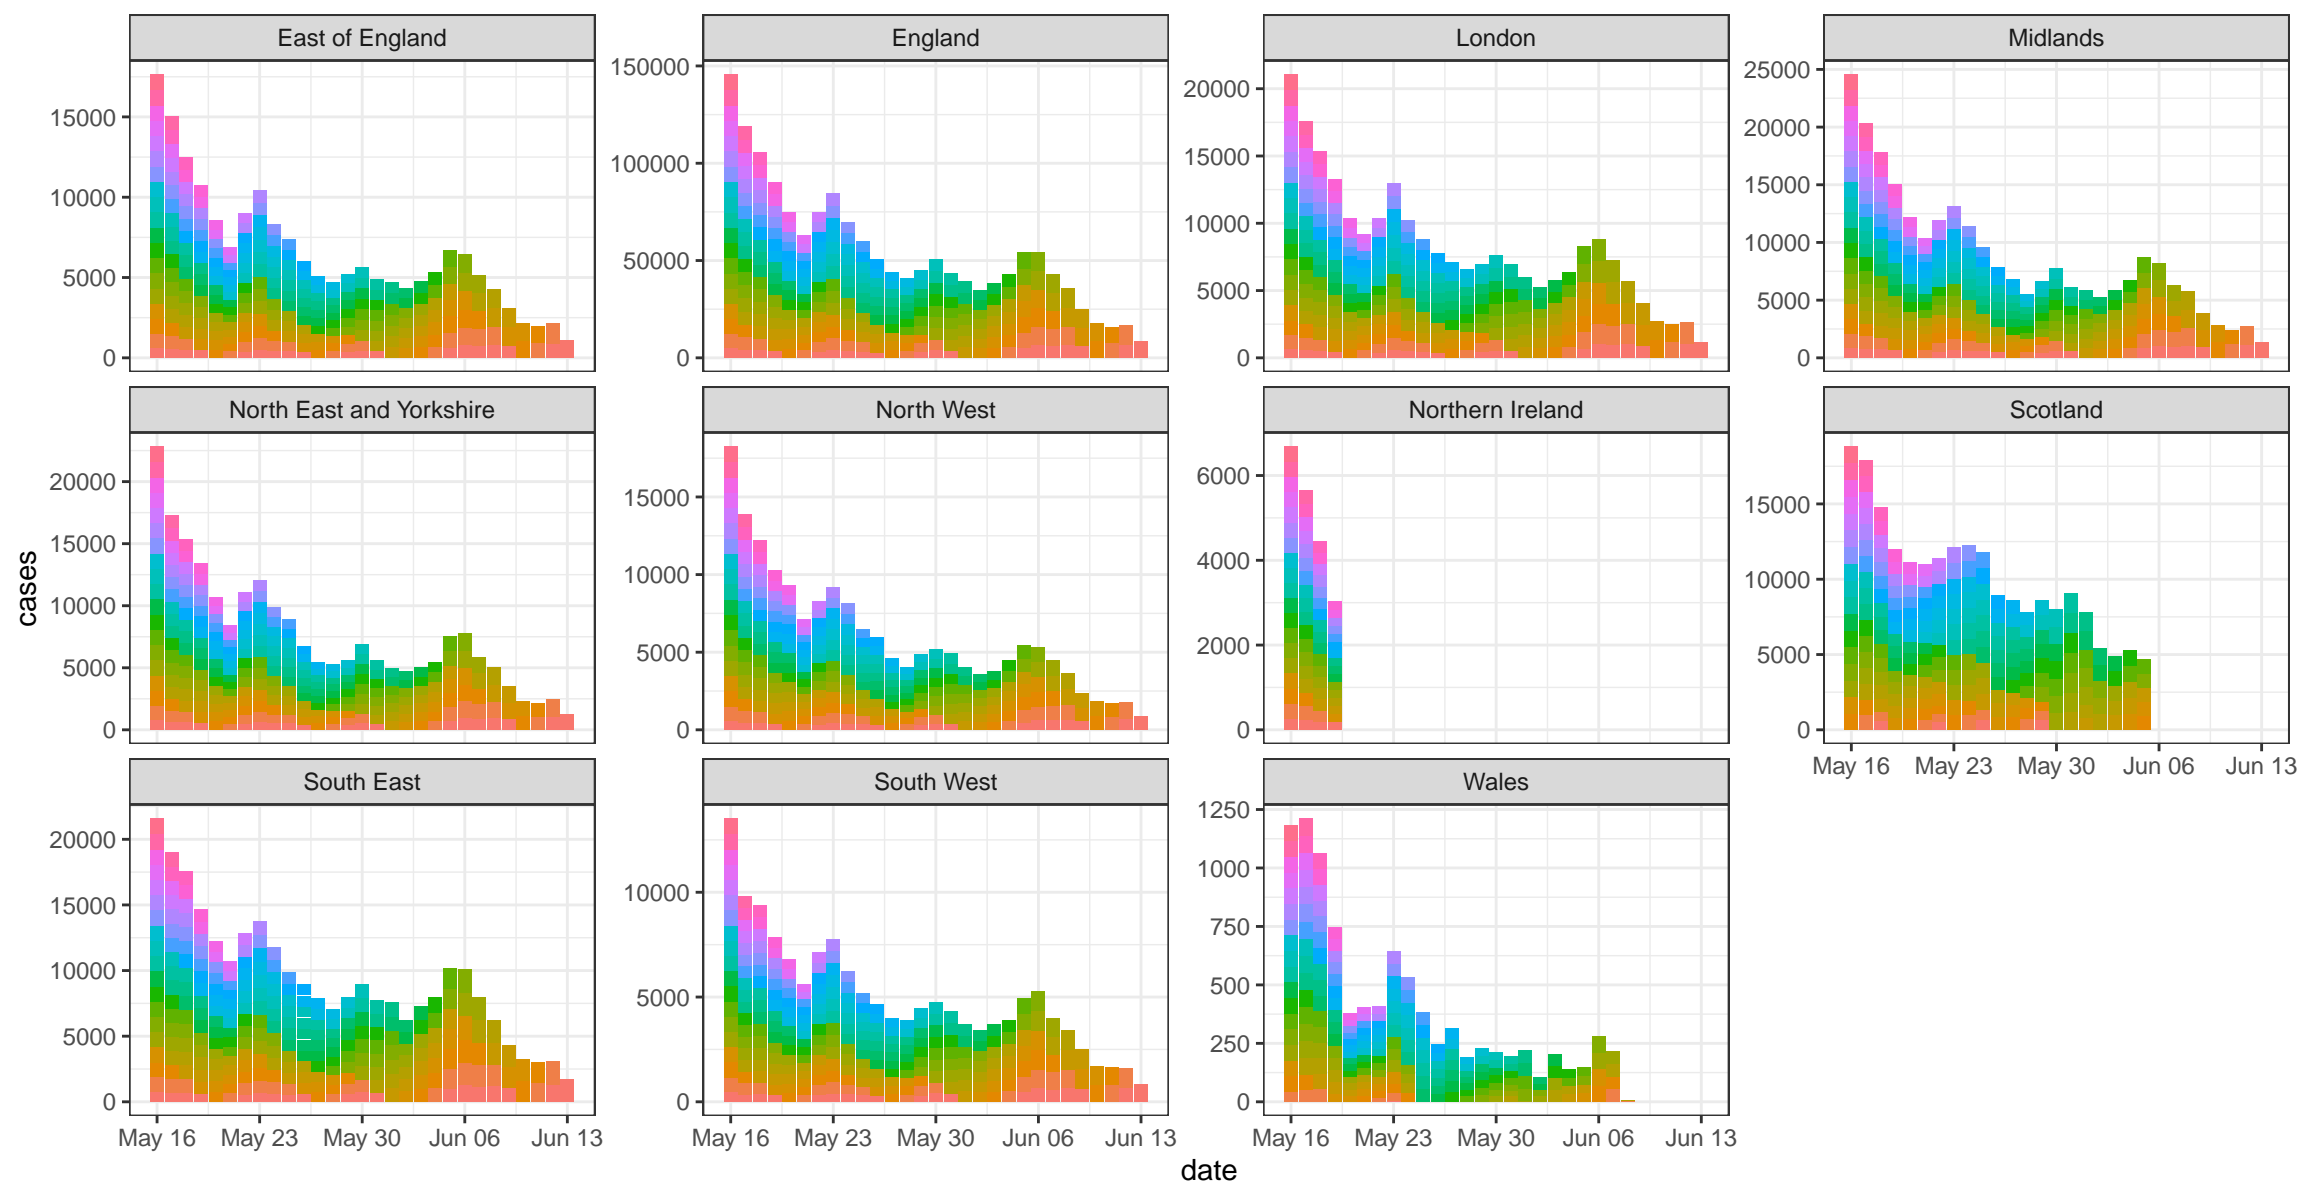 East of England
England
London
Midlands
15000
10000
5000
0
150000
100000
50000
0
20000
15000
10000
5000
0
25000
20000
15000
10000
5000
0
North East and Yorkshire
North West
Northern Ireland
Scotland
20000
15000
10000
5000
0
15000
10000
5000
0
6000
4000
2000
0
15000
10000
5000
0
May 16 May 23 May 30 Jun 06 Jun 13
cases
South East
South West
Wales
20000
15000
10000
5000
0
10000
5000
0
1250
1000
750
500
250
0
May 16 May 23 May 30 Jun 06 Jun 13
May 16 May 23 May 30 Jun 06 Jun 13
May 16 May 23 May 30 Jun 06 Jun 13
date